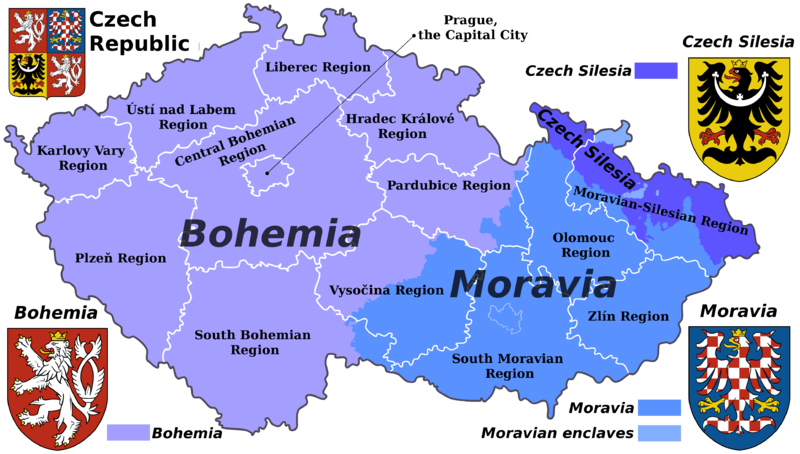 Czech
Republic
Prague,
the Capital City
Czech Silesia
Czech Silesia
Liberec Region
Ústí nad Labem
Region
Central Bohemian
Region
Hradec Králové
Region
Karlovy Vary
Region
Czech Silesia
Pardubice Region
Moravian-Silesian Region
Bohemia
Plzeň Region
Olomouc
Region
Vysočina Region
Moravia
Bohemia
Moravia
Zlín Region
South Bohemian
Region
South Moravian
Region
Moravia
Bohemia
Moravian enclaves